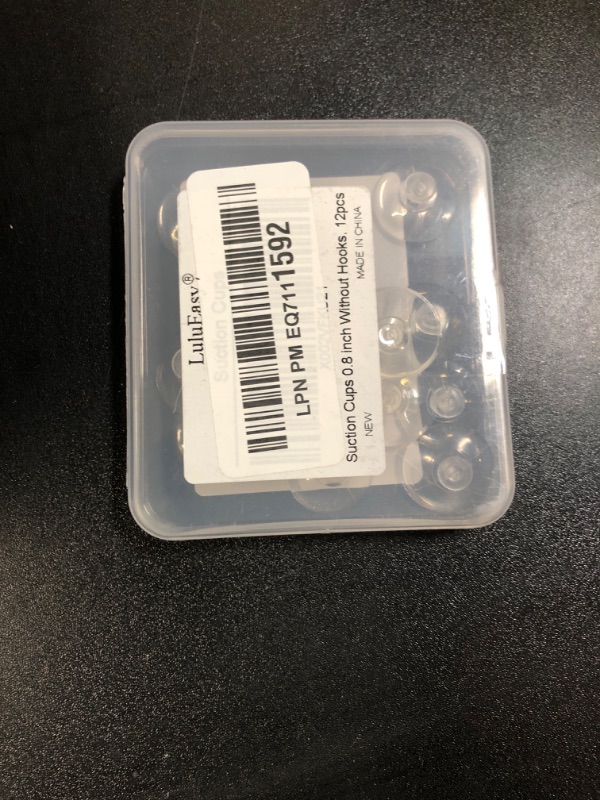 LuluEasy®
Suction Cups
LPN PM EQ7111592
Suction Cups 0.8 inch Without Hooks. 12pcs
NEW
MADE IN CHINA